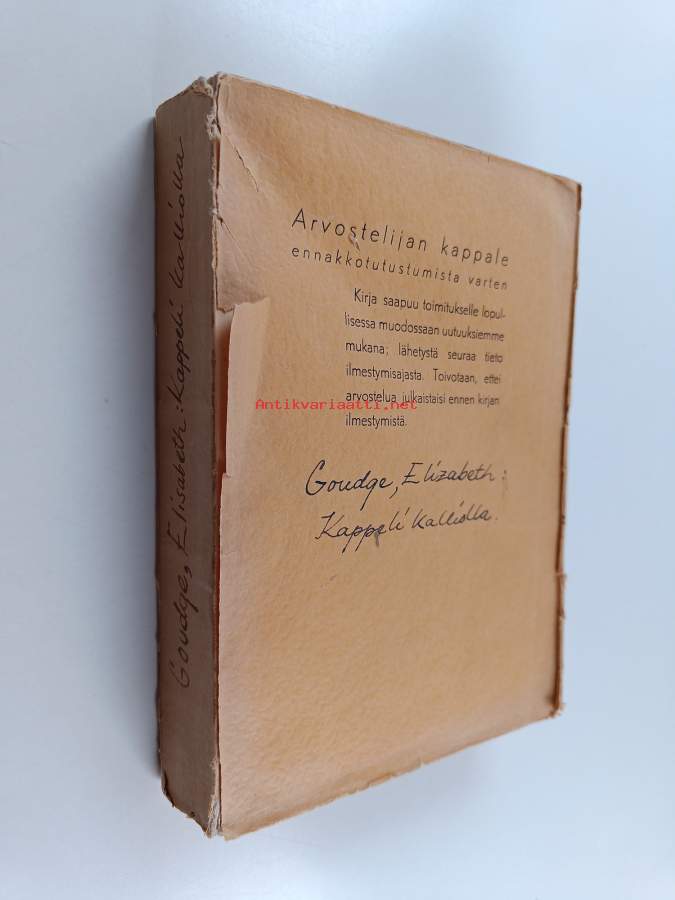 Goudge, Elisabeth: Kappeli kalliolla
Arvostelijan kappale
ennakkotutustumista varten
Kirja saapuu toimitukselle lopul-
lisessa muodossaan uutuuksiemme
mukana; lähetystä seuraa tieto
ilmestymisajasta. Toivotaan, ettei
arvostelua julkaistaisi ennen kirjan
ilmestymistä.
Antikvariaatti.net
Goudge, Elizabeth:
Kappeli kalliolla.